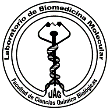 Laboratorio de Biomedicina Molecular
UAG
Facultad de Ciencias Químico Biológicas